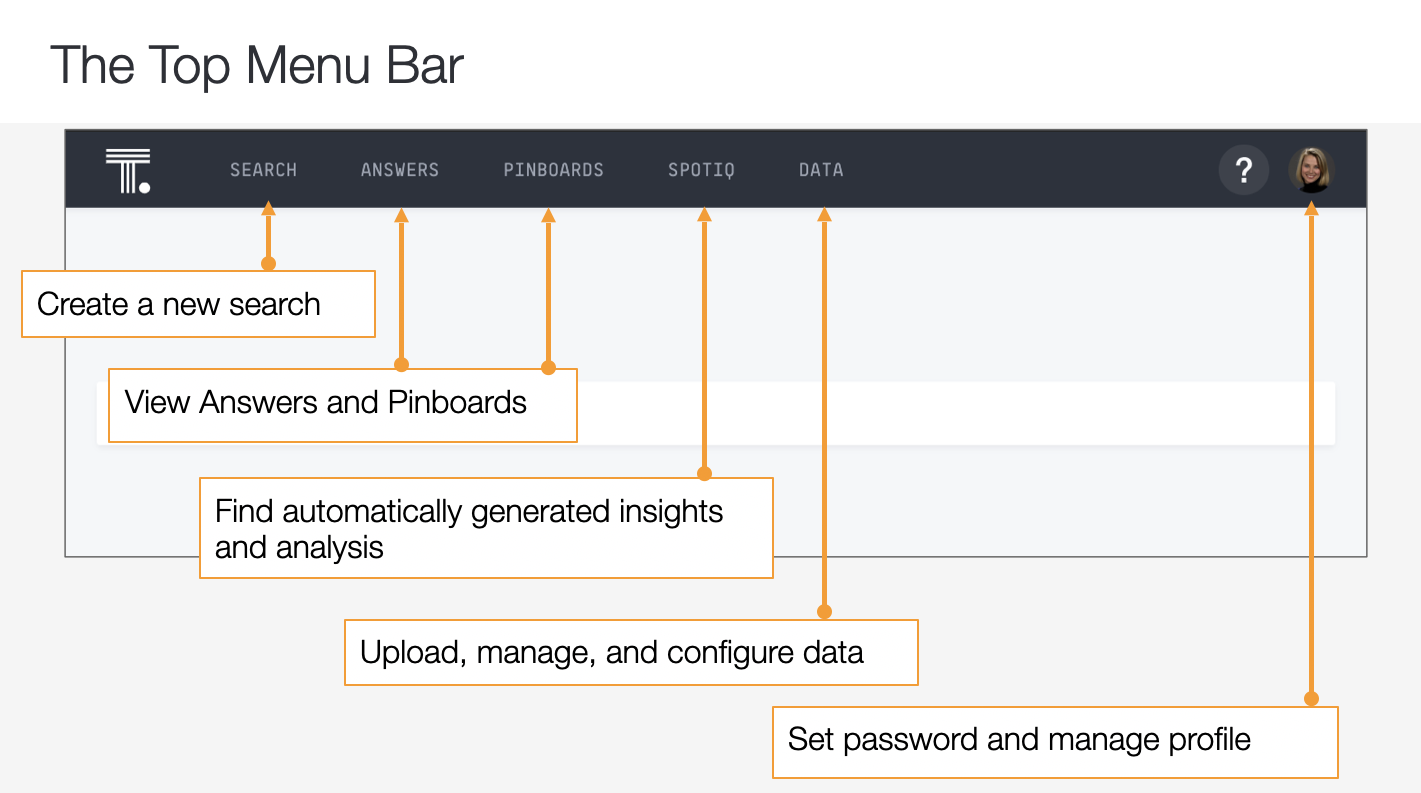 The Top Menu Bar
T.
SEARCH
ANSWERS
PINBOARDS
SPOTIQ
DATA
?
Create a new search
View Answers and Pinboards
Find automatically generated insights
and analysis
Upload, manage, and configure data
Set password and manage profile